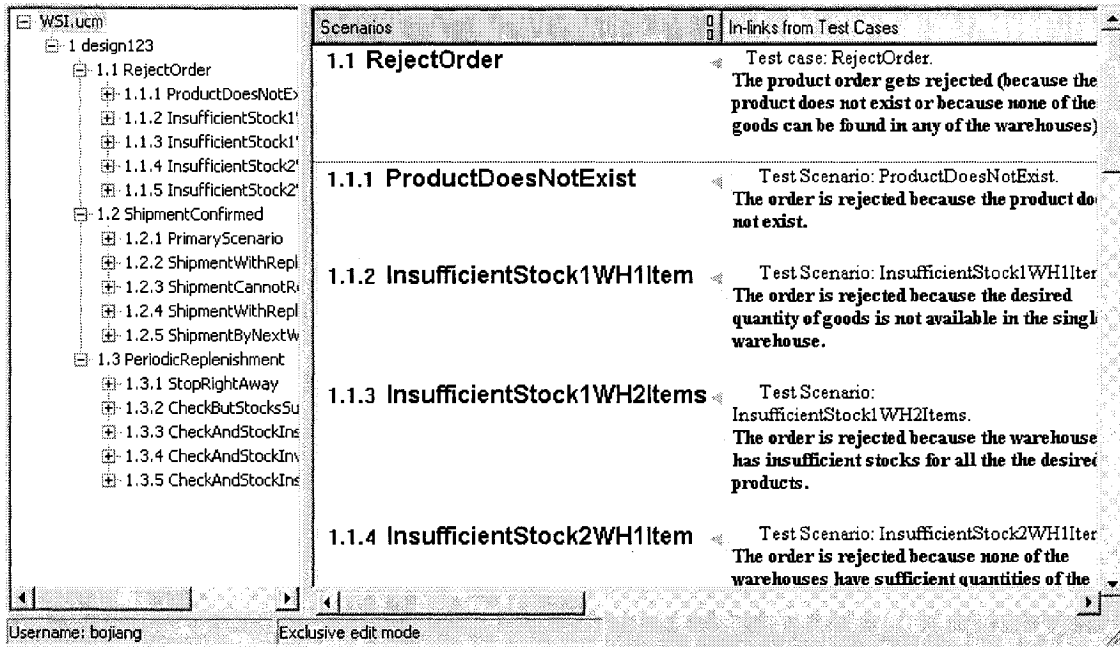 WSI.ucm
1 design123
1.1 RejectOrder
1.1.1 ProductDoesNotEx
1.1.2 InsufficientStock1
1.1.3 InsufficientStock1
1.1.4 InsufficientStock2
1.1.5 InsufficientStock2
1.2 ShipmentConfirmed
1.2.1 PrimaryScenario
1.2.2 ShipmentWithRepl
1.2.3 ShipmentCannotR
1.2.4 ShipmentWithRepl
1.2.5 ShipmentByNextW
1.3 PeriodicReplenishment
1.3.1 StopRightAway
1.3.2 CheckButStocksSu
1.3.3 CheckAndStockIns
1.3.4 CheckAndStockInv
1.3.5 CheckAndStockIns
Scenarios
In-links from Test Cases
1.1 RejectOrder
Test case: RejectOrder.
The product order gets rejected (because the
product does not exist or because none of the
goods can be found in any of the warehouses)
1.1.1 ProductDoesNotExist
Test Scenario: ProductDoesNotExist.
The order is rejected because the product do
not exist.
1.1.2 InsufficientStock1WH1Item
Test Scenario: InsufficientStock1WH1Iter
The order is rejected because the desired
quantity of goods is not available in the singl
warehouse.
1.1.3 InsufficientStock1WH2Items
Test Scenario:
InsufficientStock1WH2Items.
The order is rejected because the warehouse
has insufficient stocks for all the the desired
products.
1.1.4 InsufficientStock2WH1Item
Test Scenario: InsufficientStock2WH1Iter
The order is rejected because none of the
warehouses have sufficient quantities of the
Username: bojiang
Exclusive edit mode